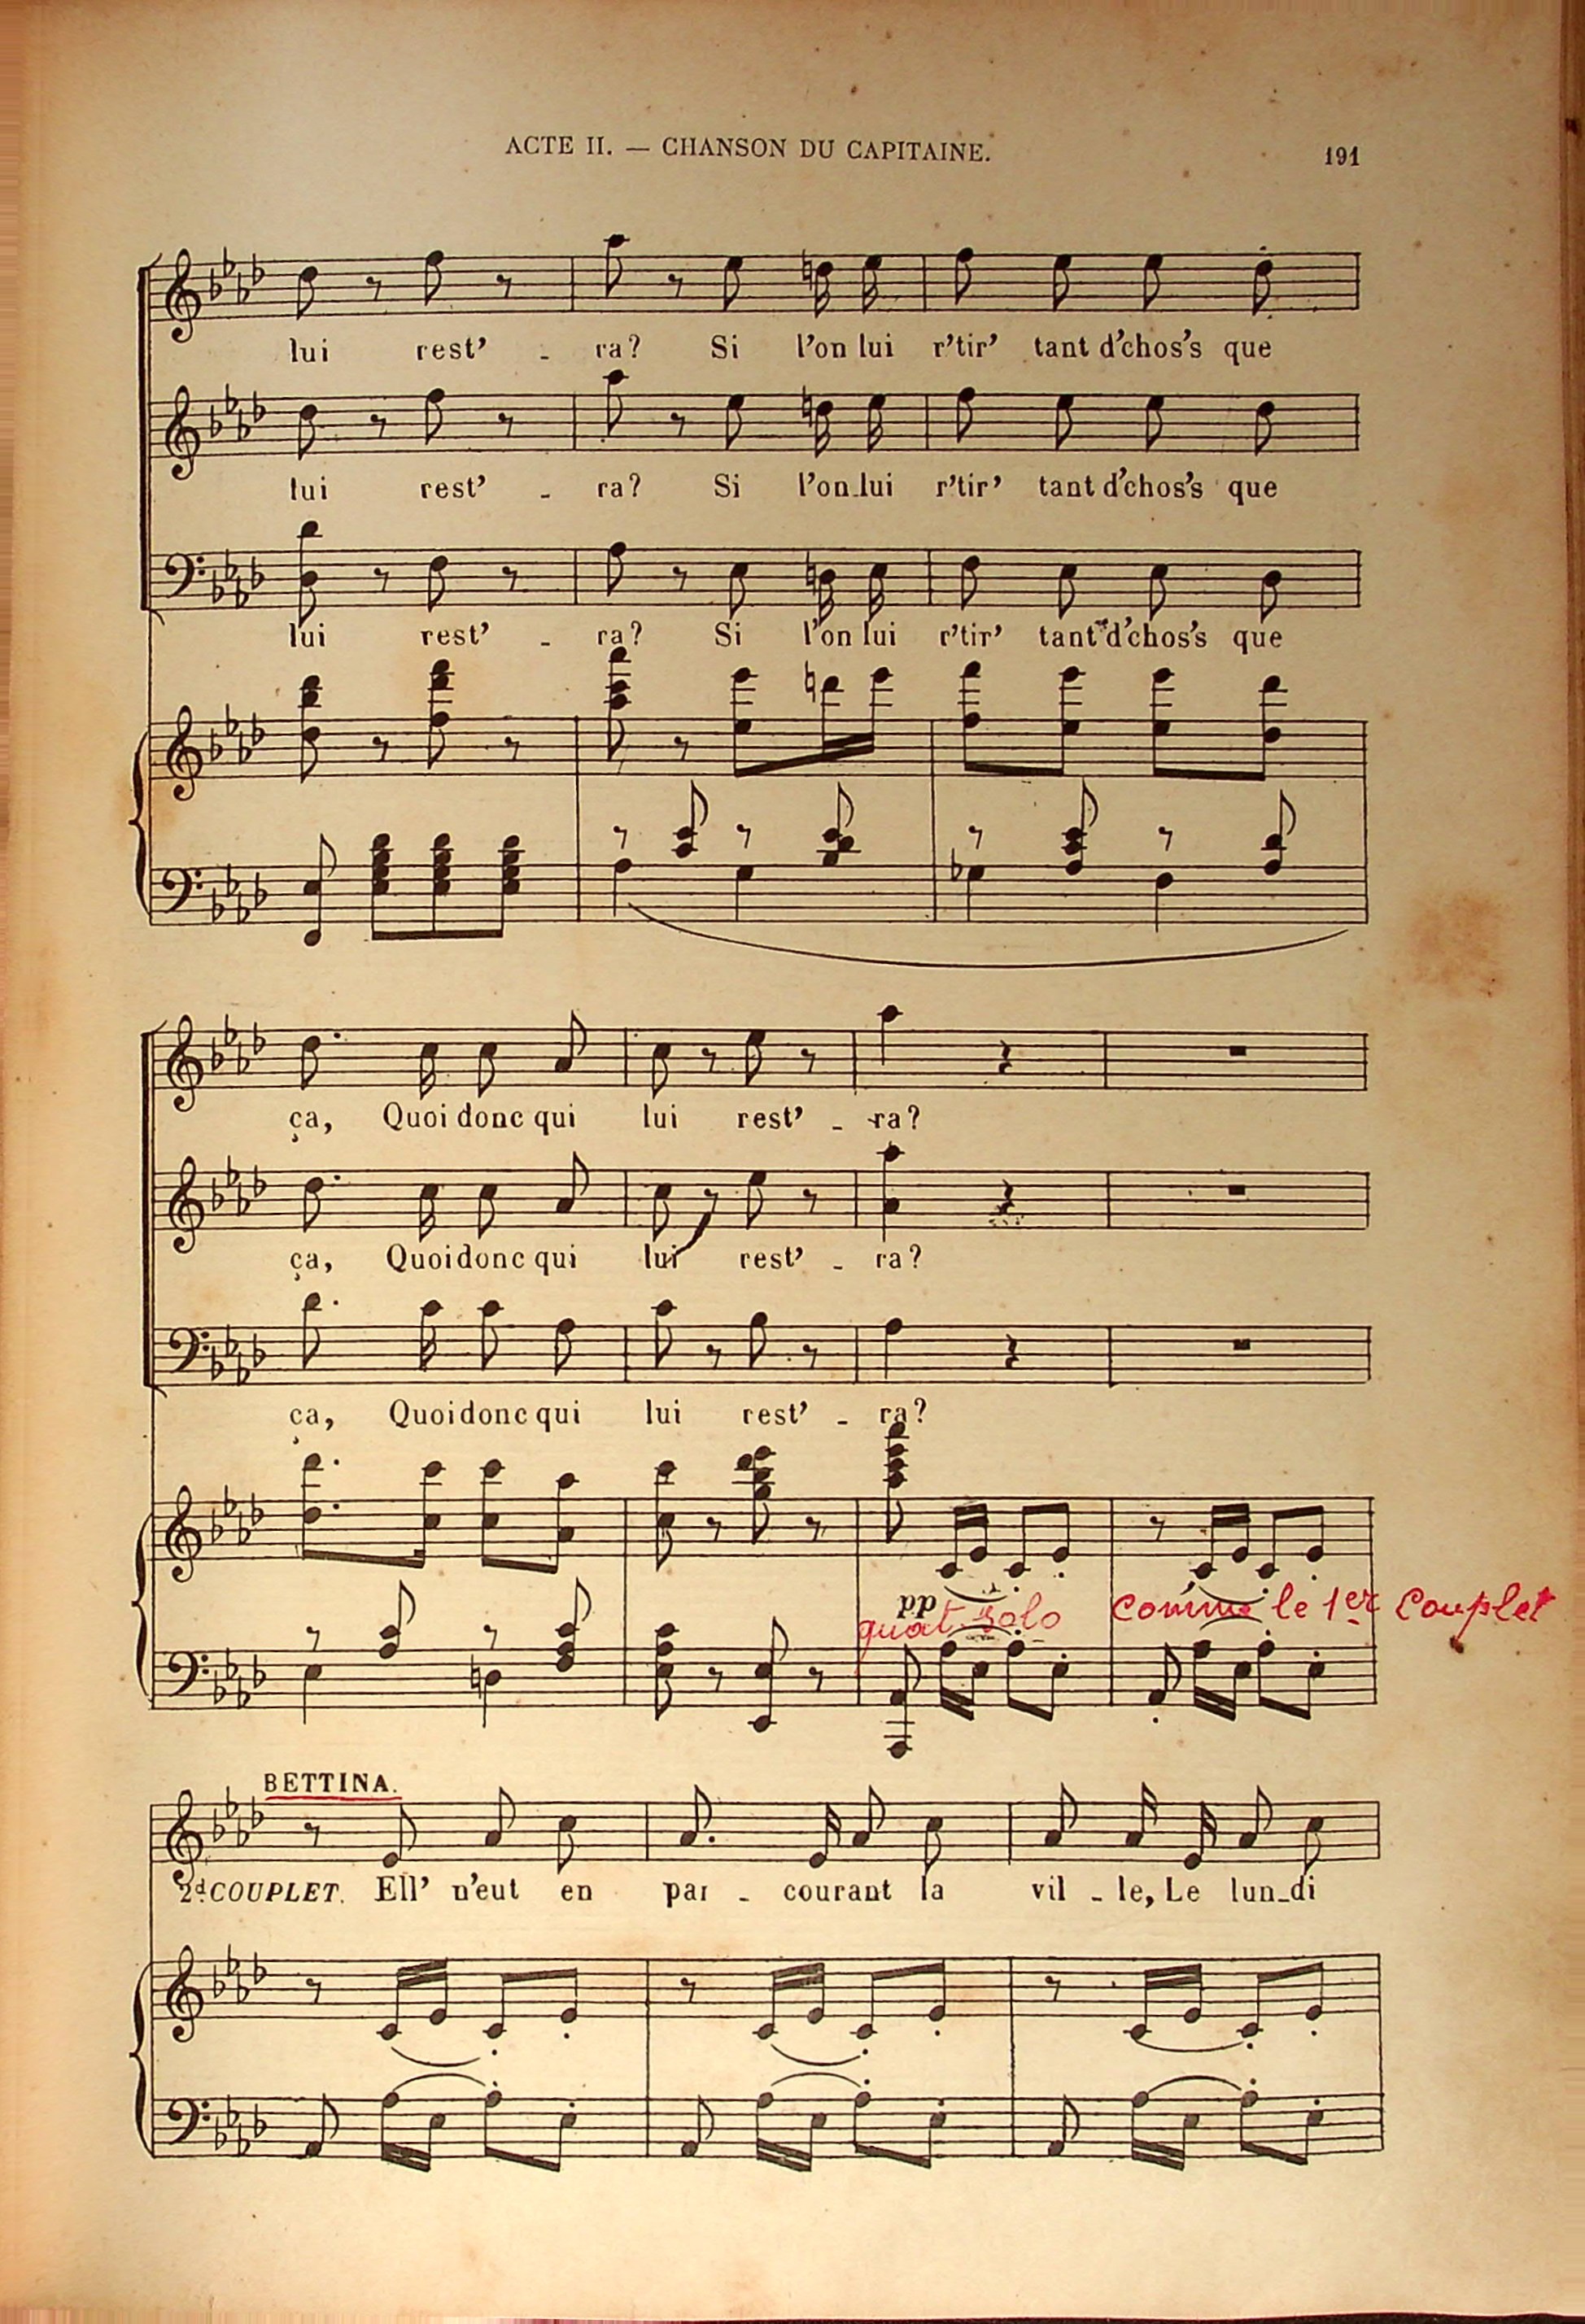 ACTE II. — CHANSON DU CAPITAINE.
191
lui rest' - ra? Si l'on lui r'tir' tant d'chos's que
lui rest' - ra? Si l'on lui r'tir' tant d'chos's que
lui rest' - ra? Si l'on lui r'tir' tant d'chos's que
ça, Quoi donc qui lui rest' - ra?
ça, Quoi donc qui lui rest' - ra?
ça, Quoi donc qui lui rest' - ra?
pp
quat. solo comme le 1er Couplet
BETTINA.
2d COUPLET. Ell' n'eut en par - courant la vil - le, Le lun - di